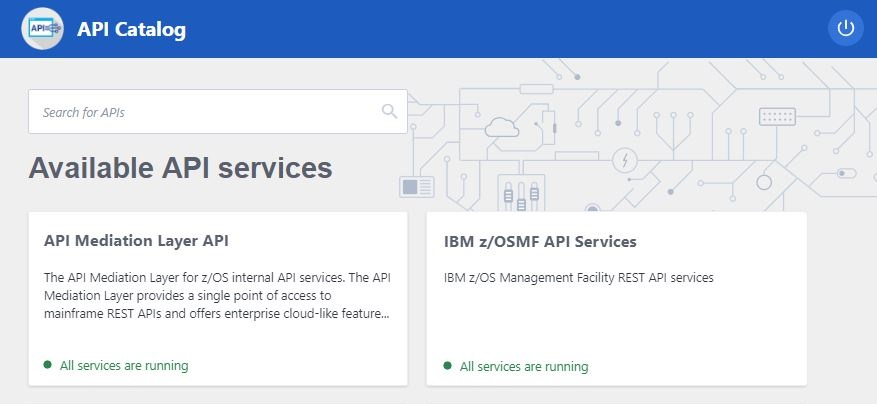 API
API Catalog
Search for APIs
Available API services
API Mediation Layer API
The API Mediation Layer for z/OS internal API services. The API
Mediation Layer provides a single point of access to
mainframe REST APIs and offers enterprise cloud-like feature...
All services are running
IBM z/OSMF API Services
IBM z/OS Management Facility REST API services
All services are running